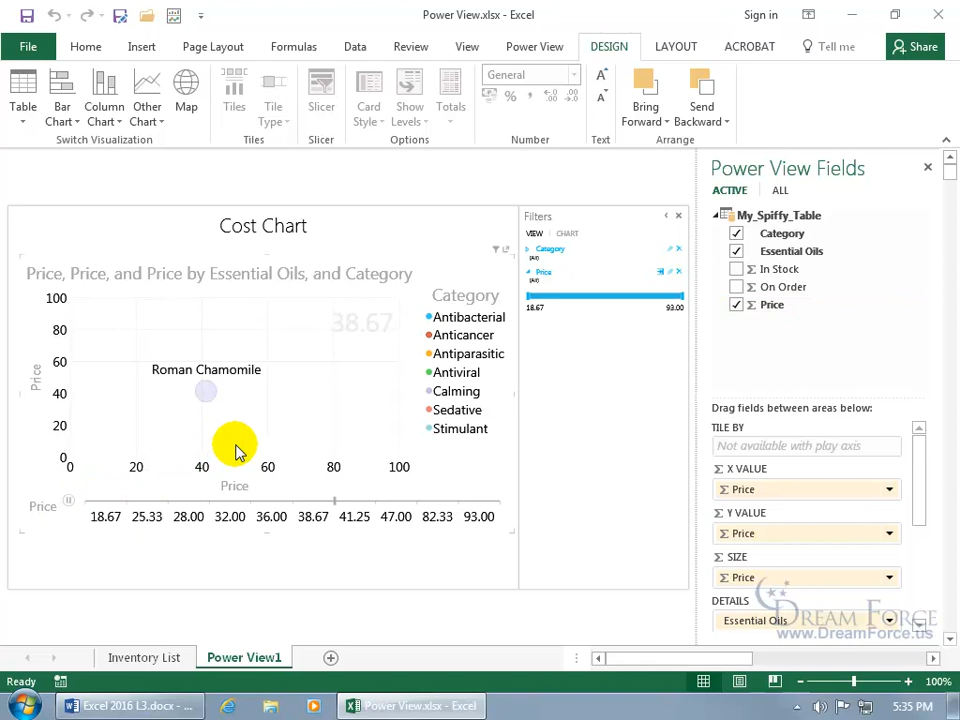 Power View.xlsx - Excel
Sign in
File Home Insert Page Layout Formulas Data Review View Power View DESIGN LAYOUT ACROBAT Tell me Share
Table Bar Chart Column Chart Other Chart Map Tiles Tile Type Slicer Card Style Show Levels Totals General % , .00 Bring Forward Send Backward
Switch Visualization Tiles Slicer Options Number Text Arrange
Power View Fields
ACTIVE ALL
My_Spiffy_Table
Category
Essential Oils
Σ In Stock
Σ On Order
Σ Price
Drag fields between areas below:
TILE BY
Not available with play axis
Σ X VALUE
Σ Price
Σ Y VALUE
Σ Price
Σ SIZE
Σ Price
DETAILS
Essential Oils
Cost Chart
Price, Price, and Price by Essential Oils, and Category
38.67
100
80
60
40
20
0
Price
Roman Chamomile
0 20 40 60 80 100
Price
Price
18.67 25.33 28.00 32.00 36.00 38.67 41.25 47.00 82.33 93.00
Category
Antibacterial
Anticancer
Antiparasitic
Antiviral
Calming
Sedative
Stimulant
Filters
VIEW CHART
Category
(All)
Price
(All)
18.67 93.00
Dream Force
www.DreamForce.us
Inventory List Power View1
Ready
100%
Excel 2016 L3.docx - ...
Power View.xlsx - Excel
5:35 PM